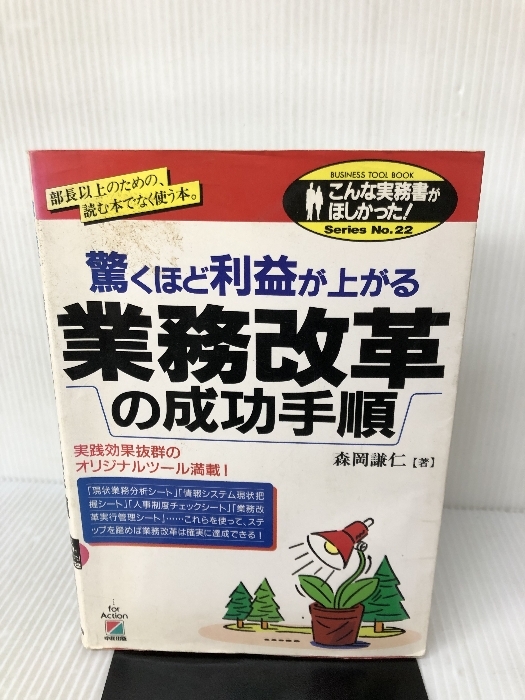 部長以上のための、
読む本でなく使う本。
BUSINESS TOOL BOOK
こんな実務書が
ほしかった!
Series No.22
驚くほど利益が上がる
業務改革
の成功手順
森岡謙仁【著】
実践効果抜群の
オリジナルツール満載!
「現状業務分析シート」「情報システム現状把
握シート」「人事制度チェックシート」「業務改
革実行管理シート」……これらを使って、ステ
ップを踏めば業務改革は確実に達成できる!
for
Action
中経出版